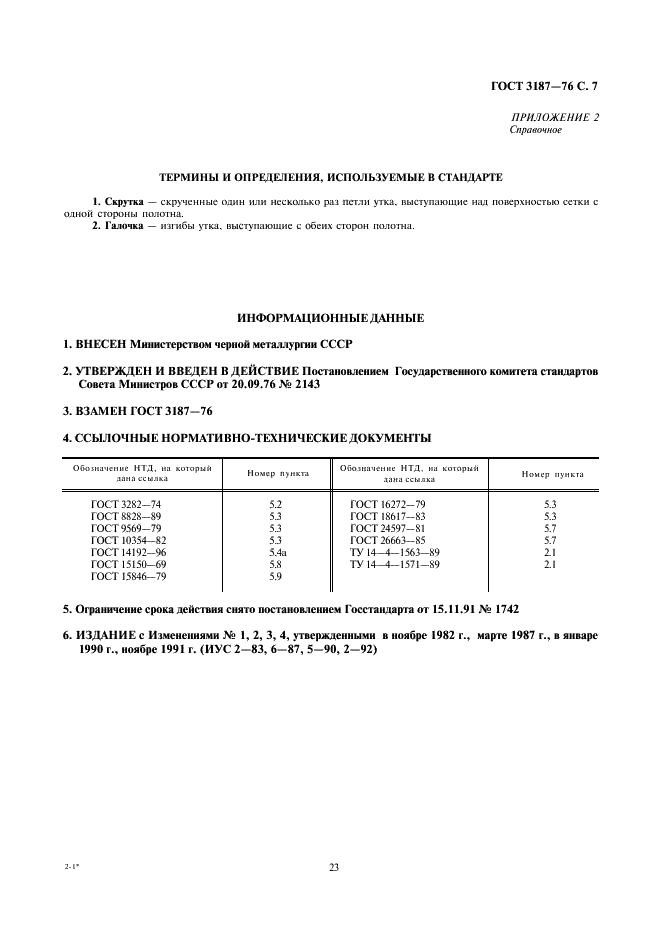 ГОСТ 3187—76 С. 7
ПРИЛОЖЕНИЕ 2
Справочное
ТЕРМИНЫ И ОПРЕДЕЛЕНИЯ, ИСПОЛЬЗУЕМЫЕ В СТАНДАРТЕ
1. Скрутка — скрученные один или несколько раз петли утка, выступающие над поверхностью сетки с
одной стороны полотна.
2. Галочка — изгибы утка, выступающие с обеих сторон полотна.
ИНФОРМАЦИОННЫЕ ДАННЫЕ
1. ВНЕСЕН Министерством черной металлургии СССР
2. УТВЕРЖДЕН И ВВЕДЕН В ДЕЙСТВИЕ Постановлением Государственного комитета стандартов
Совета Министров СССР от 20.09.76 № 2143
3. ВЗАМЕН ГОСТ 3187—76
4. ССЫЛОЧНЫЕ НОРМАТИВНО-ТЕХНИЧЕСКИЕ ДОКУМЕНТЫ
Обозначение НТД, на который дана ссылка | Номер пункта | Обозначение НТД, на который дана ссылка | Номер пункта
ГОСТ 3282—74 | 5.2 | ГОСТ 16272—79 | 5.3
ГОСТ 8828—89 | 5.3 | ГОСТ 18617—83 | 5.3
ГОСТ 9569—79 | 5.3 | ГОСТ 24597—81 | 5.7
ГОСТ 10354—82 | 5.3 | ГОСТ 26663—85 | 5.7
ГОСТ 14192—96 | 5.4а | ТУ 14—4—1563—89 | 2.1
ГОСТ 15150—69 | 5.8 | ТУ 14—4—1571—89 | 2.1
ГОСТ 15846—79 | 5.9
5. Ограничение срока действия снято постановлением Госстандарта от 15.11.91 № 1742
6. ИЗДАНИЕ с Изменениями № 1, 2, 3, 4, утвержденными в ноябре 1982 г., марте 1987 г., в январе
1990 г., ноябре 1991 г. (ИУС 2—83, 6—87, 5—90, 2—92)
2-1*
23